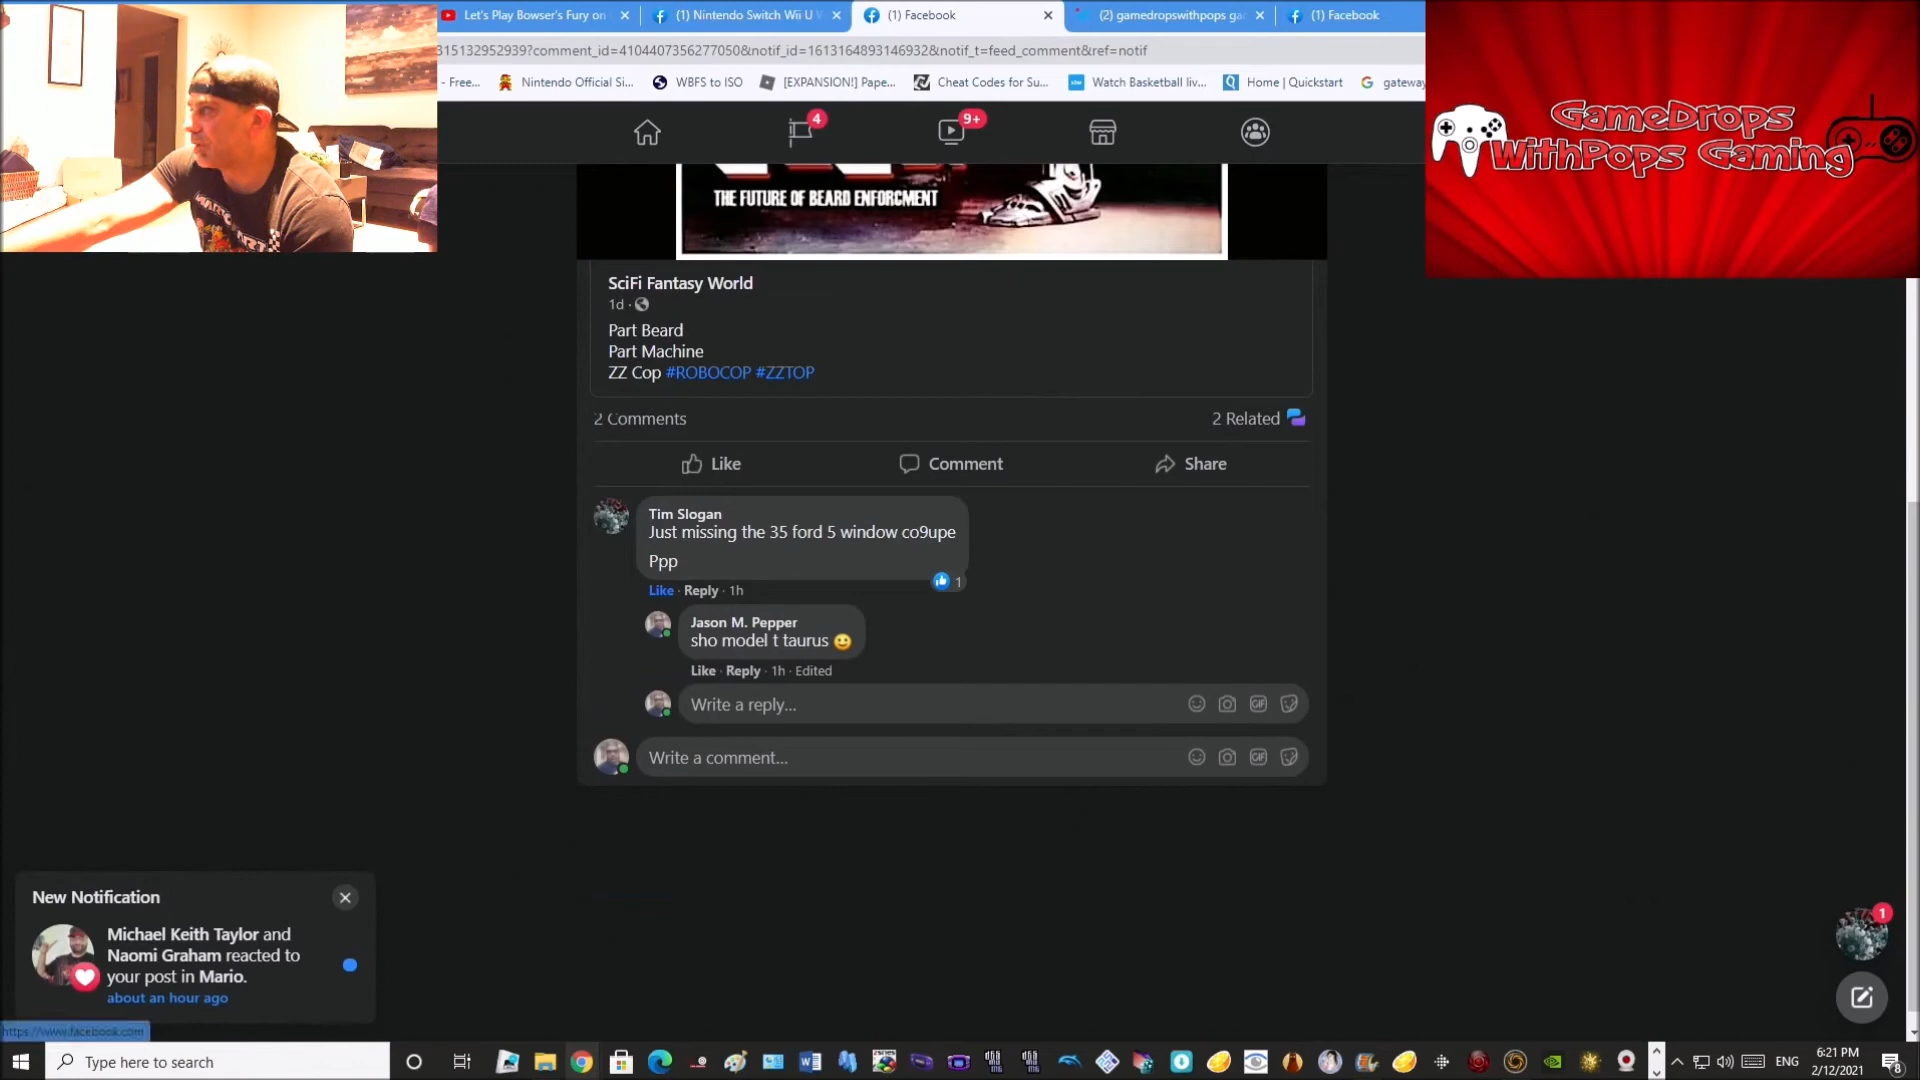 Let's Play Bowser's Fury on
(1) Nintendo Switch Wii U
(1) Facebook
(2) gamedropswithpops ga
(1) Facebook
315132952939?comment_id=4104407356277050&notif_id=1613164893146932&notif_t=feed_comment&ref=notif
- Free...
Nintendo Official Si...
WBFS to ISO
[EXPANSION!] Pape...
Cheat Codes for Su...
Watch Basketball liv...
Home | Quickstart
gateway
GameDrops
WithPops Gaming
4
9+
THE FUTURE OF BEARD ENFORCMENT
SciFi Fantasy World
1d ·
Part Beard
Part Machine
ZZ Cop #ROBOCOP #ZZTOP
2 Comments
2 Related
Like
Comment
Share
Tim Slogan
Just missing the 35 ford 5 window co9upe
Ppp
1
Like · Reply · 1h
Jason M. Pepper
sho model t taurus
Like · Reply · 1h · Edited
Write a reply...
GIF
Write a comment...
GIF
New Notification
Michael Keith Taylor and
Naomi Graham reacted to
your post in Mario.
about an hour ago
1
https://www.facebook.com
Type here to search
ENG
6:21 PM
2/12/2021
8